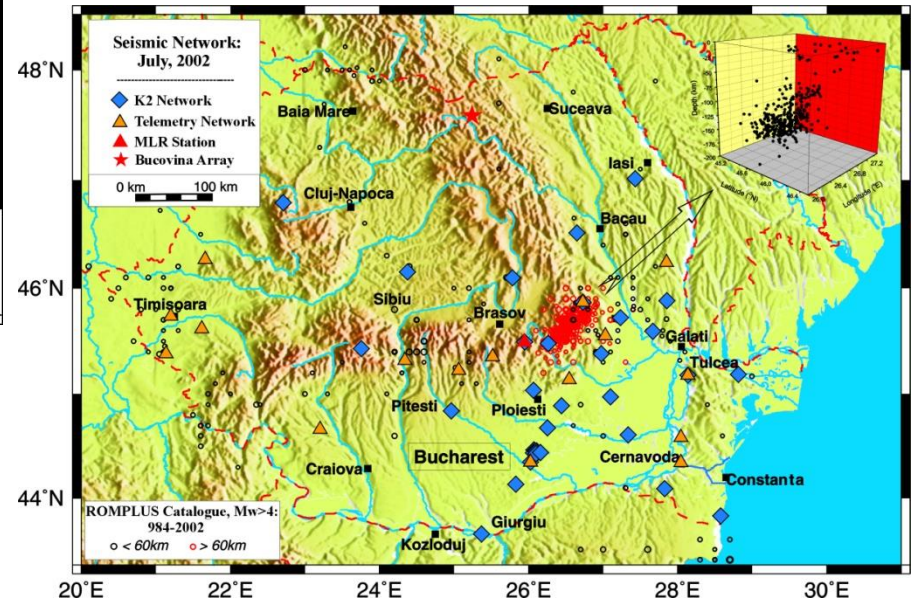 Seismic Network:
July, 2002
K2 Network
Telemetry Network
MLR Station
Bucovina Array
0 km 100 km
48°N
46°N
44°N
Baia Mare
Suceava
Iasi
Cluj-Napoca
Bacau
Timisoara
Sibiu
Brasov
Galati
Tulcea
Pitesti
Ploiesti
Bucharest
Cernavoda
Craiova
Constanta
Giurgiu
Kozloduj
ROMPLUS Catalogue, Mw>4:
984-2002
< 60km > 60km
20°E 22°E 24°E 26°E 28°E 30°E
Depth (km)
Latitude (°N)
Longitude (°E)